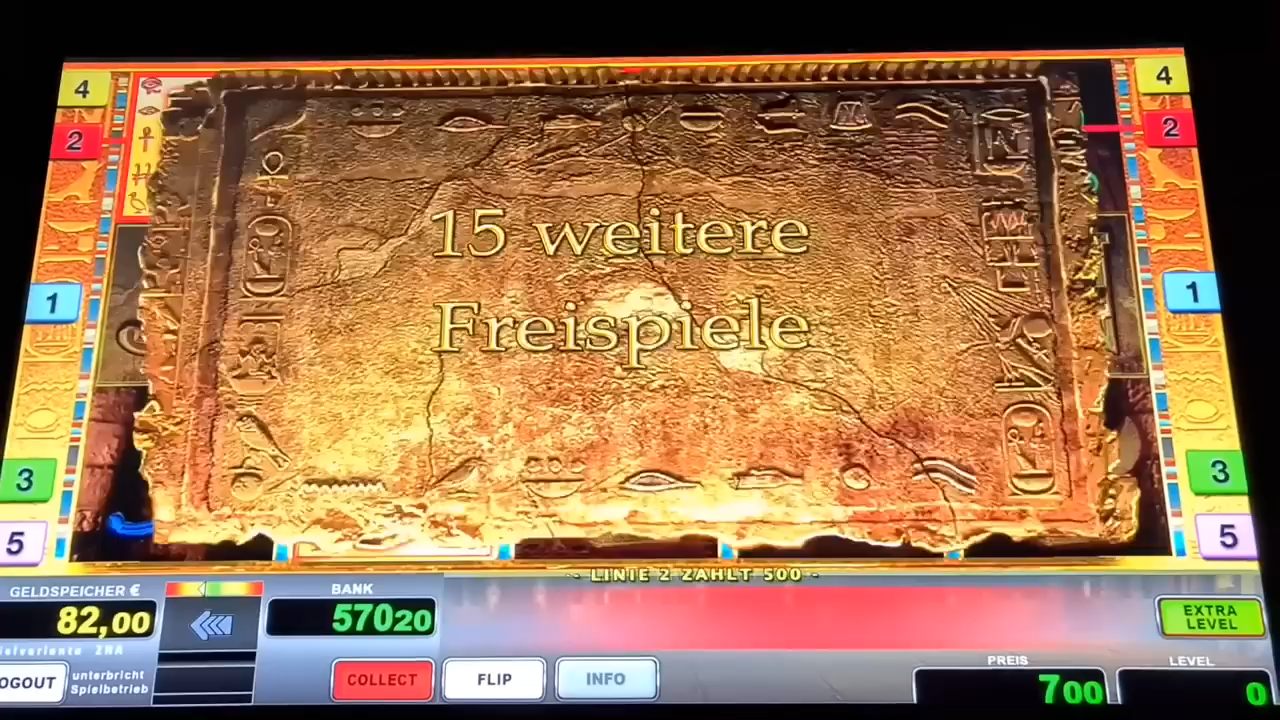 4
4
2
2
15 weitere
Freispiele
1
1
3
3
5
5
- LINIE 2 ZAHLT 500 -
GELDSPEICHER €
BANK
82,00
57020
EXTRA
LEVEL
unterbricht
Spielbetrieb
OGOUT
COLLECT
FLIP
INFO
PREIS
LEVEL
700
0